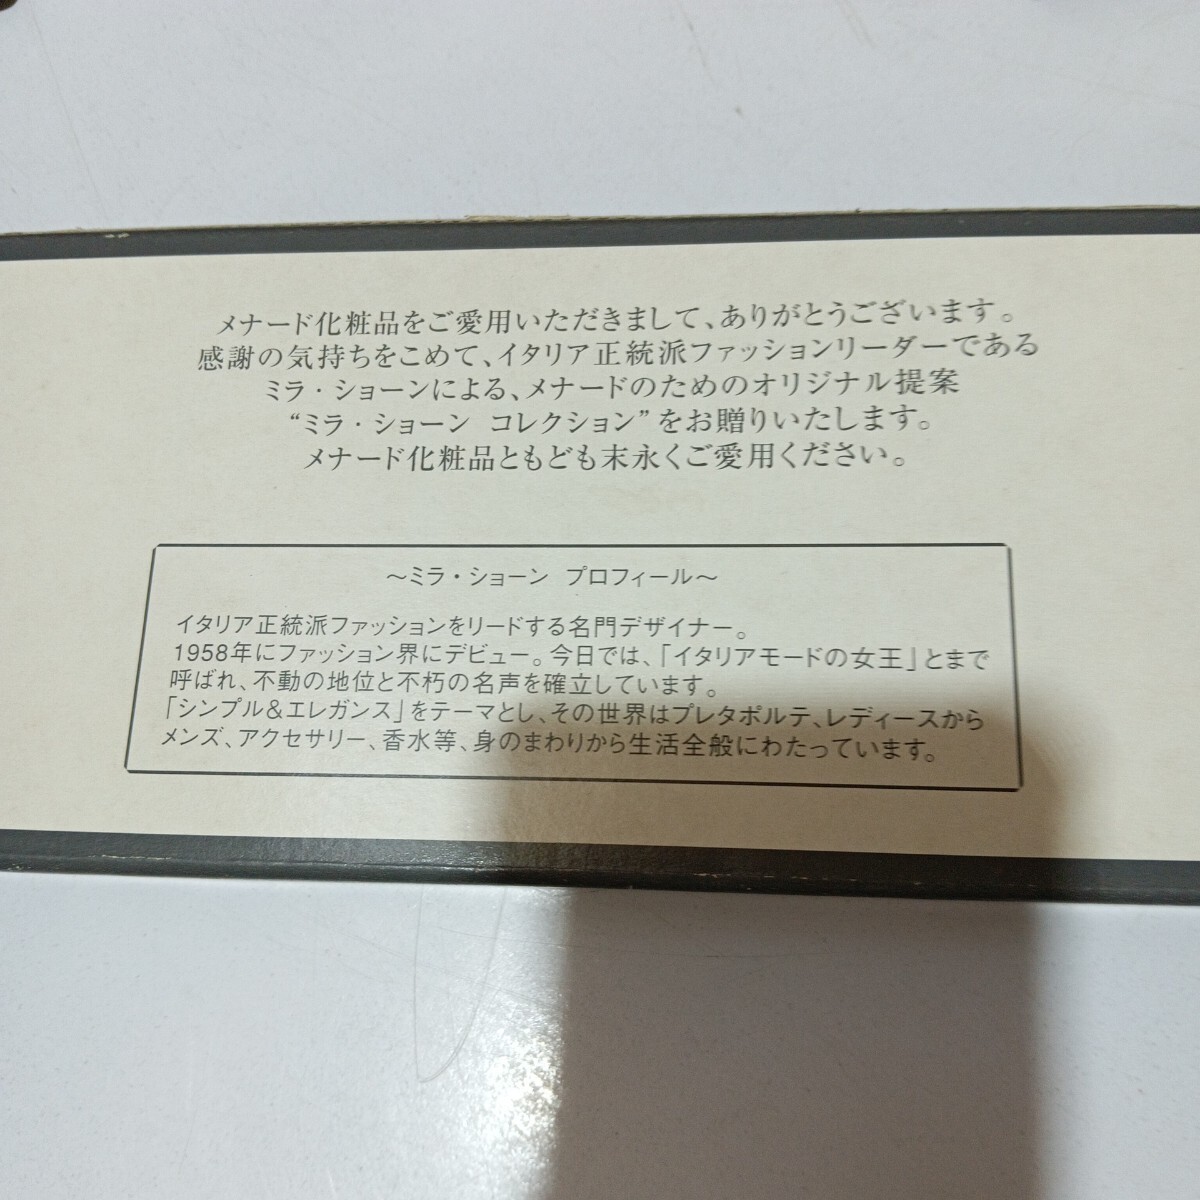 メナード化粧品をご愛用いただきまして、ありがとうございます。
感謝の気持ちをこめて、イタリア正統派ファッションリーダーである
ミラ・ショーンによる、メナードのためのオリジナル提案
“ミラ・ショーン コレクション”をお贈りいたします。
メナード化粧品ともども末永くご愛用ください。
～ミラ・ショーン プロフィール～
イタリア正統派ファッションをリードする名門デザイナー。
1958年にファッション界にデビュー。今日では、「イタリアモードの女王」とまで
呼ばれ、不動の地位と不朽の名声を確立しています。
「シンプル&エレガンス」をテーマとし、その世界はプレタポルテ、レディースから
メンズ、アクセサリー、香水等、身のまわりから生活全般にわたっています。